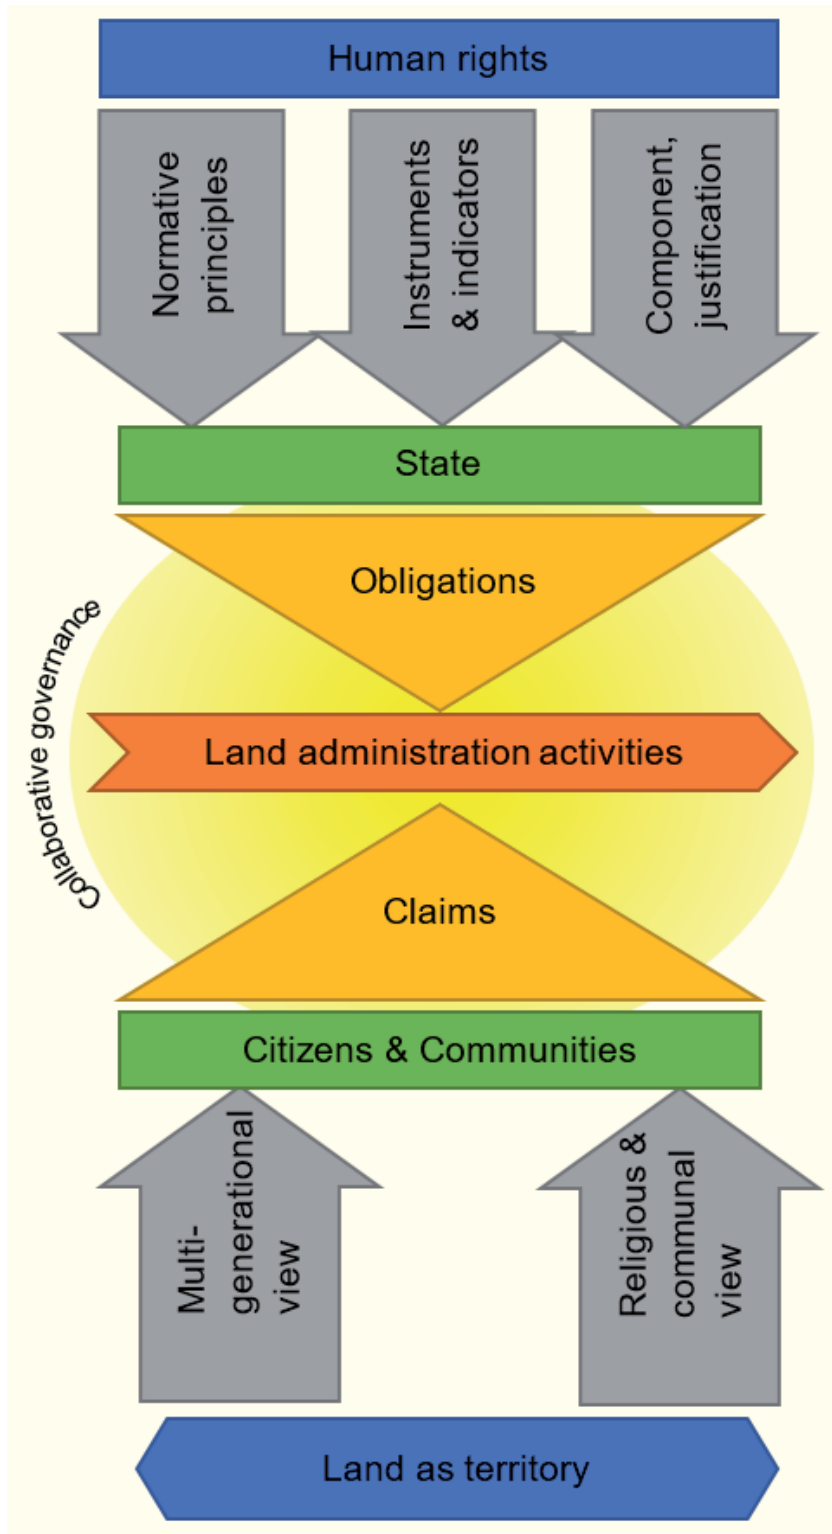 Human rights
Normative
principles
Instruments
& indicators
Component,
justification
State
Obligations
Collaborative governance
Land administration activities
Claims
Citizens & Communities
Multi-
generational
view
Religious &
communal
view
Land as territory